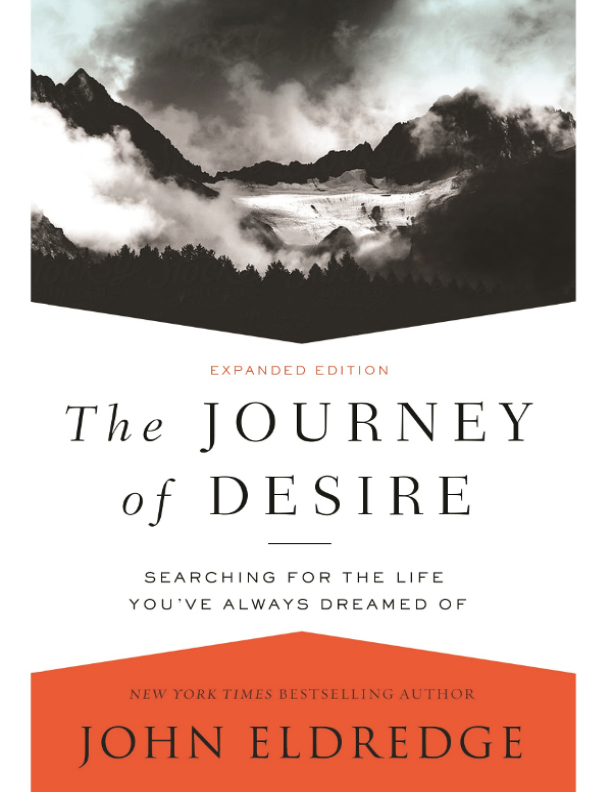 EXPANDED EDITION
The JOURNEY
of DESIRE
SEARCHING FOR THE LIFE
YOU'VE ALWAYS DREAMED OF
NEW YORK TIMES BESTSELLING AUTHOR
JOHN ELDREDGE